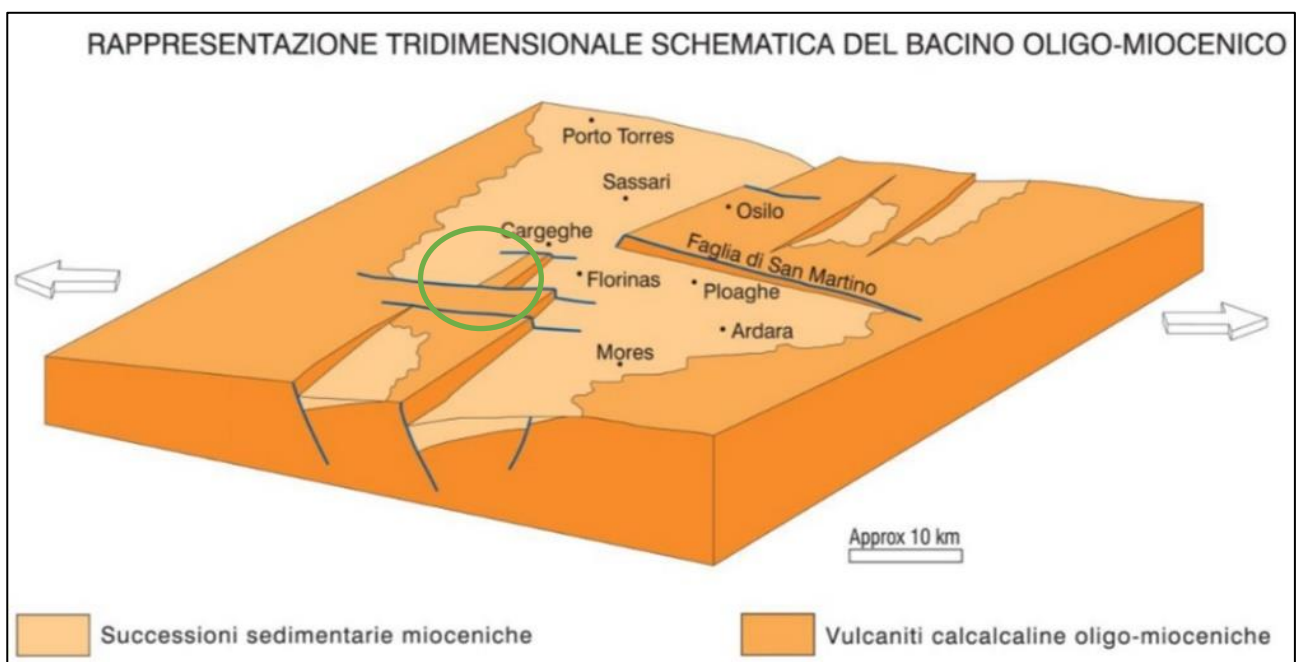 RAPPRESENTAZIONE TRIDIMENSIONALE SCHEMATICA DEL BACINO OLIGO-MIOCENICO
Porto Torres
Sassari
Osilo
Cargeghe
Faglia di San Martino
Florinas
Ploaghe
Ardara
Mores
Approx 10 km
Successioni sedimentarie mioceniche
Vulcaniti calcalcaline oligo-mioceniche